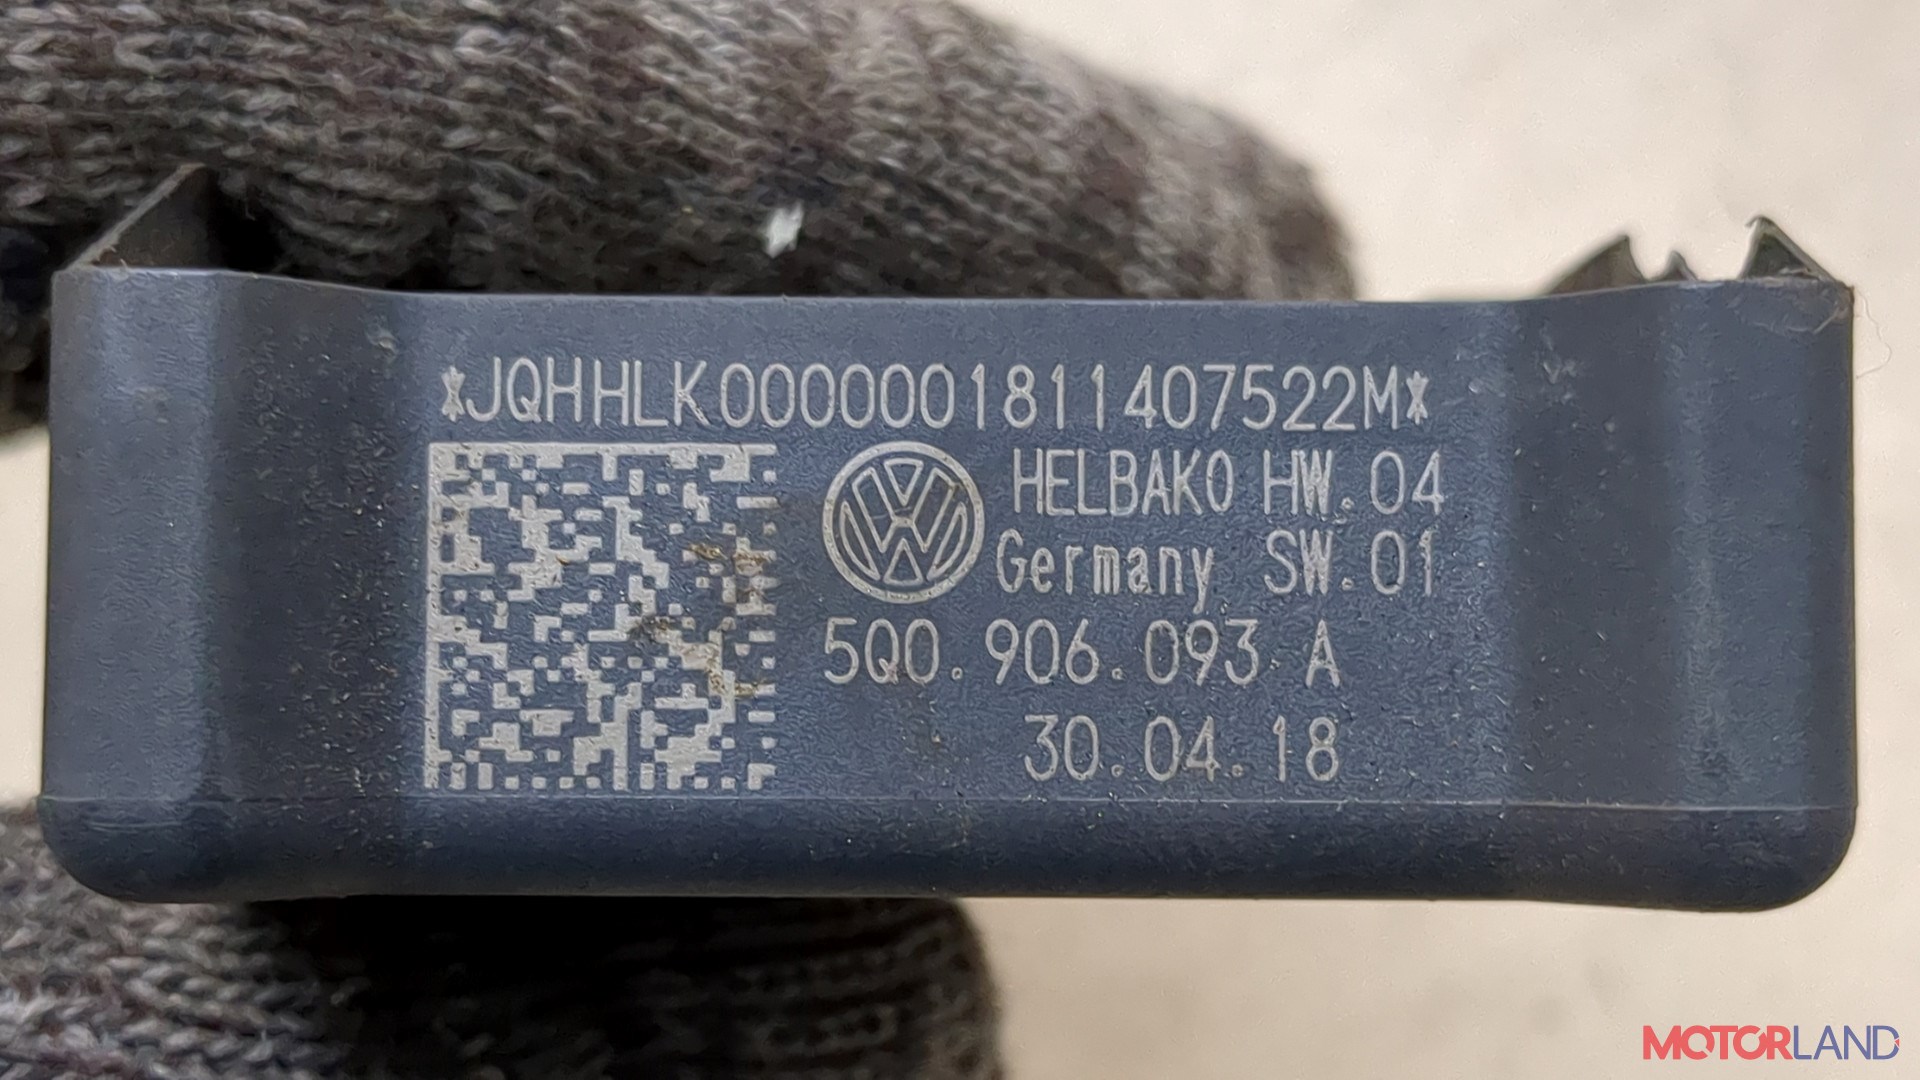 *JQHHLK0000001811407522M*
HELBAKO HW.04
Germany SW.01
5Q0.906.093 A
30.04.18
MOTORLAND